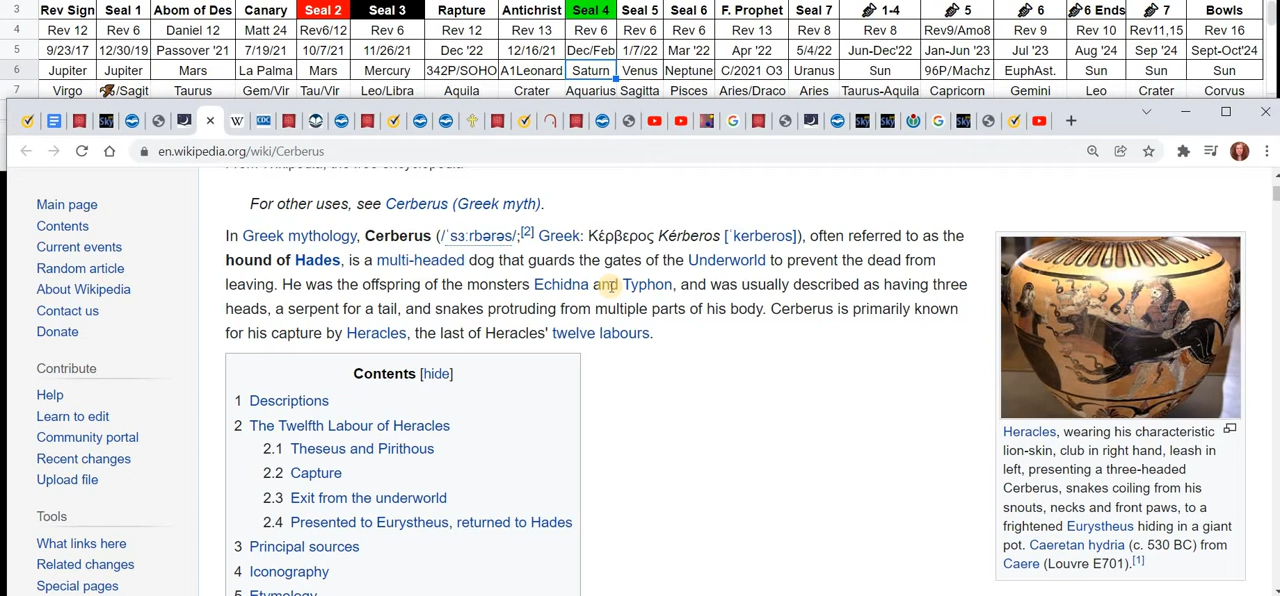 3 Rev Sign Seal 1 Abom of Des Canary Seal 2 Seal 3 Rapture Antichrist Seal 4 Seal 5 Seal 6 F. Prophet Seal 7 1-4 5 6 6 Ends 7 Bowls
4 Rev 12 Rev 6 Daniel 12 Matt 24 Rev6/12 Rev 6 Rev 12 Rev 13 Rev 6 Rev 6 Rev 6 Rev 13 Rev 8 Rev 8 Rev9/Amo8 Rev 9 Rev 10 Rev11,15 Rev 16
5 9/23/17 12/30/19 Passover '21 7/19/21 10/7/21 11/26/21 Dec '22 12/16/21 Dec/Feb 1/7/22 Mar '22 Apr '22 5/4/22 Jun-Dec'22 Jan-Jun '23 Jul '23 Aug '24 Sep '24 Sept-Oct'24
6 Jupiter Jupiter Mars La Palma Mars Mercury 342P/SOHO A1Leonard Saturn Venus Neptune C/2021 O3 Uranus Sun 96P/Machz EuphAst. Sun Sun Sun
7 Virgo /Sagit Taurus Gem/Vir Tau/Vir Leo/Libra Aquila Crater Aquarius Sagitta Pisces Aries/Draco Aries Taurus-Aquila Capricorn Gemini Leo Crater Corvus
en.wikipedia.org/wiki/Cerberus
For other uses, see Cerberus (Greek myth).
In Greek mythology, Cerberus (/ˈsɜːrbərəs/;[2] Greek: Κέρβερος Kérberos [ˈkerberos]), often referred to as the
hound of Hades, is a multi-headed dog that guards the gates of the Underworld to prevent the dead from
leaving. He was the offspring of the monsters Echidna and Typhon, and was usually described as having three
heads, a serpent for a tail, and snakes protruding from multiple parts of his body. Cerberus is primarily known
for his capture by Heracles, the last of Heracles' twelve labours.
Main page
Contents
Current events
Random article
About Wikipedia
Contact us
Donate
Contribute
Help
Learn to edit
Community portal
Recent changes
Upload file
Tools
What links here
Related changes
Special pages
Contents [hide]
1 Descriptions
2 The Twelfth Labour of Heracles
2.1 Theseus and Pirithous
2.2 Capture
2.3 Exit from the underworld
2.4 Presented to Eurystheus, returned to Hades
3 Principal sources
4 Iconography
5 Etymology
Heracles, wearing his characteristic
lion-skin, club in right hand, leash in
left, presenting a three-headed
Cerberus, snakes coiling from his
snouts, necks and front paws, to a
frightened Eurystheus hiding in a giant
pot. Caeretan hydria (c. 530 BC) from
Caere (Louvre E701).[1]